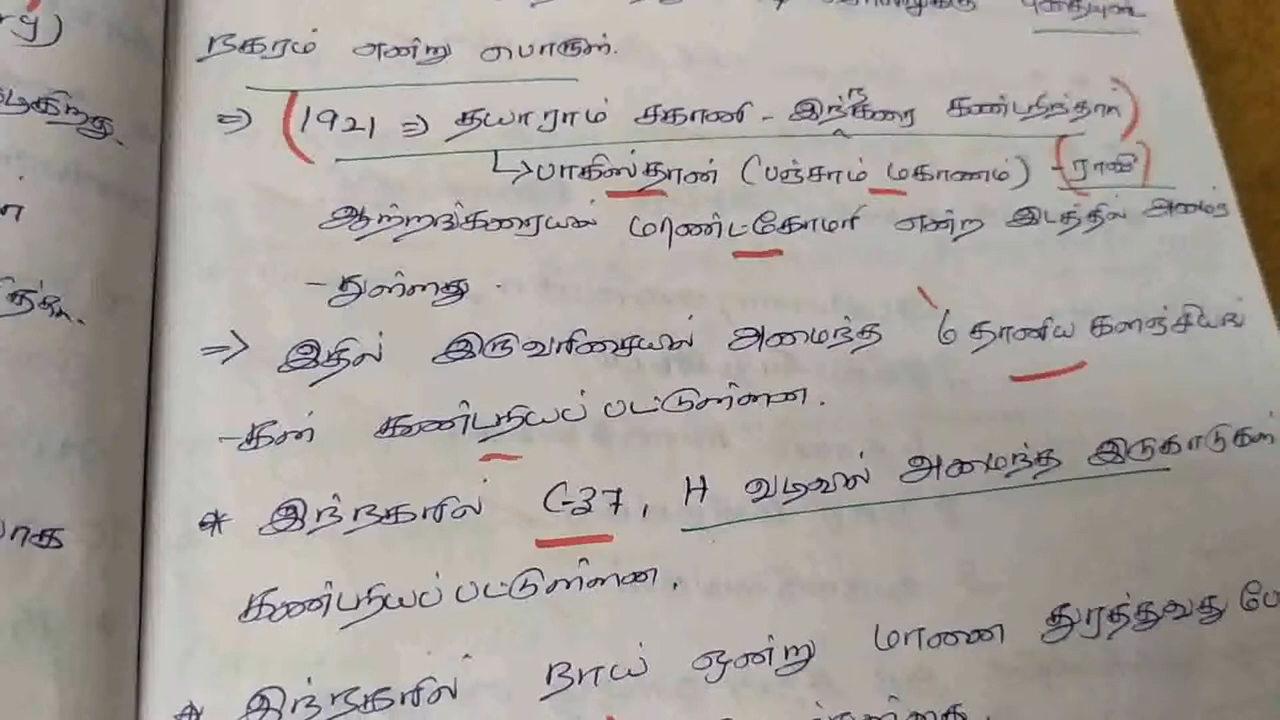 நகரம் என்று பொருள்.
=> (1921 => தயாராம் சகானி - இந்நகரை கண்டறிந்தார்)
↳ பாகிஸ்தான் (பஞ்சாப் மகாணம்) - ராவி
ஆற்றங்கரையில் மாண்ட்கோமரி என்ற இடத்தில் அமைந்
- துள்ளது.
=> இதில் இருவரிசையில் அமைந்த 6 தானிய களஞ்சியங்
- கள் கண்டறியப் பட்டுள்ளன.
* இந்நகரில் C-37, H வடிவில் அமைந்த இடுகாடுகள்
கண்டறியப் பட்டுள்ளன.
* இந்நகரில் நாய் ஒன்று மானை துரத்துவது போ